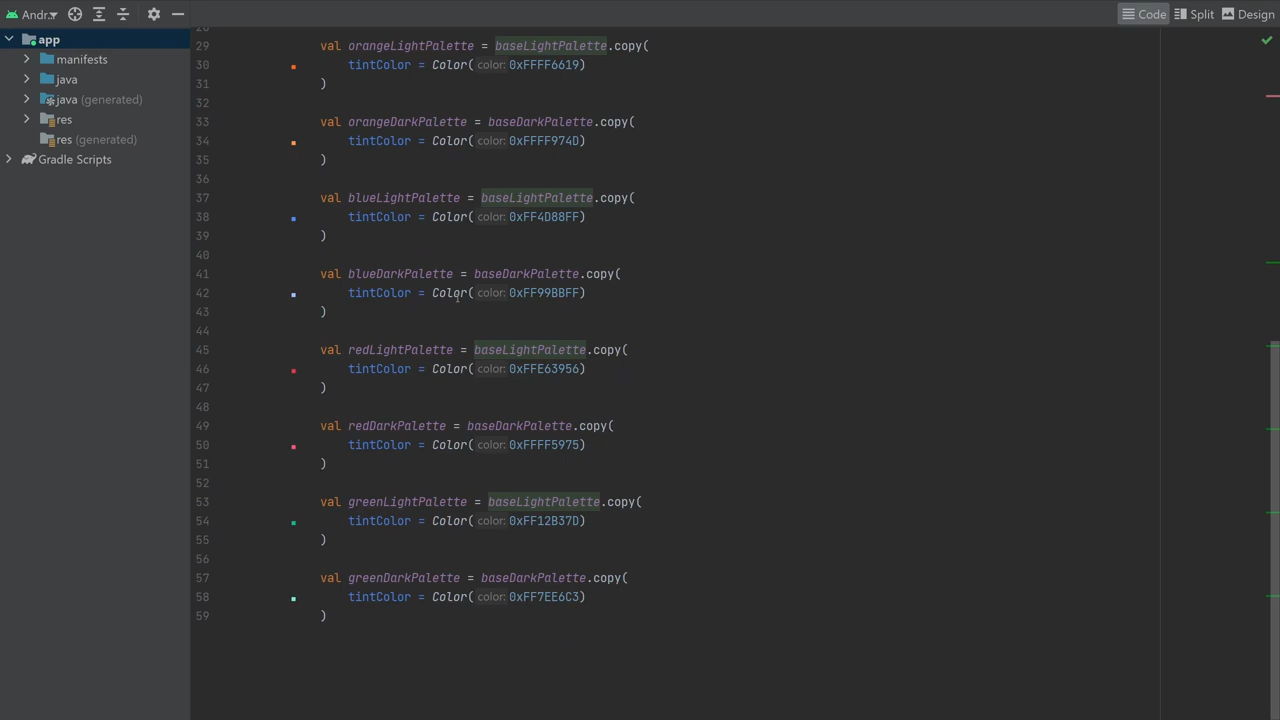 Andr...
Code
Split
Design
app
manifests
java
java (generated)
res
res (generated)
Gradle Scripts
29 val orangeLightPalette = baseLightPalette.copy(
30 tintColor = Color( color: 0xFFFF6619)
31 )
32
33 val orangeDarkPalette = baseDarkPalette.copy(
34 tintColor = Color( color: 0xFFFF974D)
35 )
36
37 val blueLightPalette = baseLightPalette.copy(
38 tintColor = Color( color: 0xFF4D88FF)
39 )
40
41 val blueDarkPalette = baseDarkPalette.copy(
42 tintColor = Color( color: 0xFF99BBFF)
43 )
44
45 val redLightPalette = baseLightPalette.copy(
46 tintColor = Color( color: 0xFFE63956)
47 )
48
49 val redDarkPalette = baseDarkPalette.copy(
50 tintColor = Color( color: 0xFFFF5975)
51 )
52
53 val greenLightPalette = baseLightPalette.copy(
54 tintColor = Color( color: 0xFF12B37D)
55 )
56
57 val greenDarkPalette = baseDarkPalette.copy(
58 tintColor = Color( color: 0xFF7EE6C3)
59 )